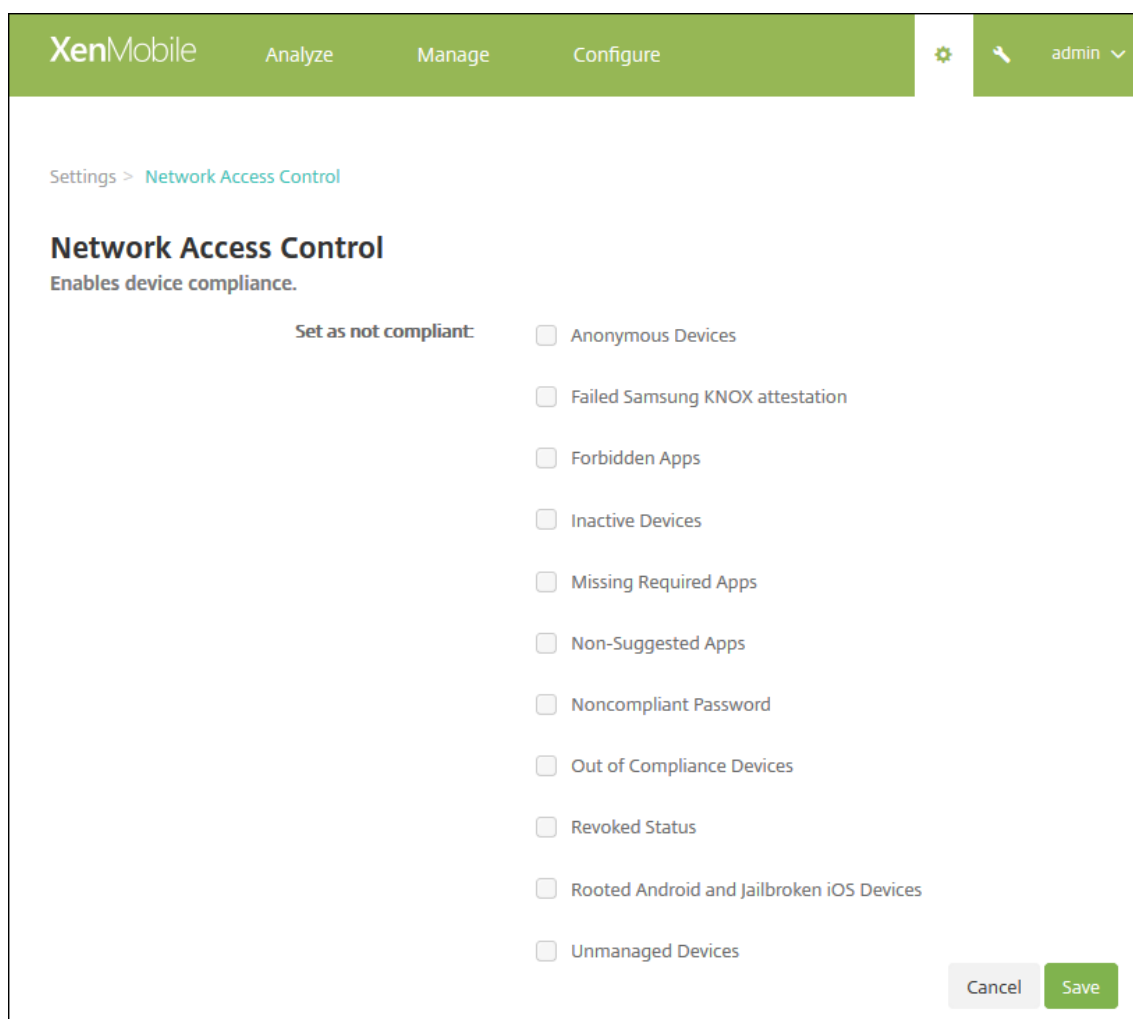 XenMobile Analyze Manage Configure admin
Settings > Network Access Control
Network Access Control
Enables device compliance.
Set as not compliant:
Anonymous Devices
Failed Samsung KNOX attestation
Forbidden Apps
Inactive Devices
Missing Required Apps
Non-Suggested Apps
Noncompliant Password
Out of Compliance Devices
Revoked Status
Rooted Android and Jailbroken iOS Devices
Unmanaged Devices
Cancel Save